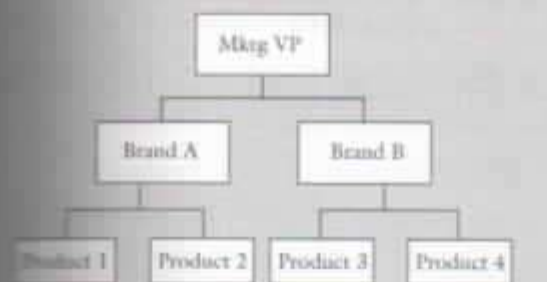 Mktg VP
Brand A
Brand B
Product 1
Product 2
Product 3
Product 4